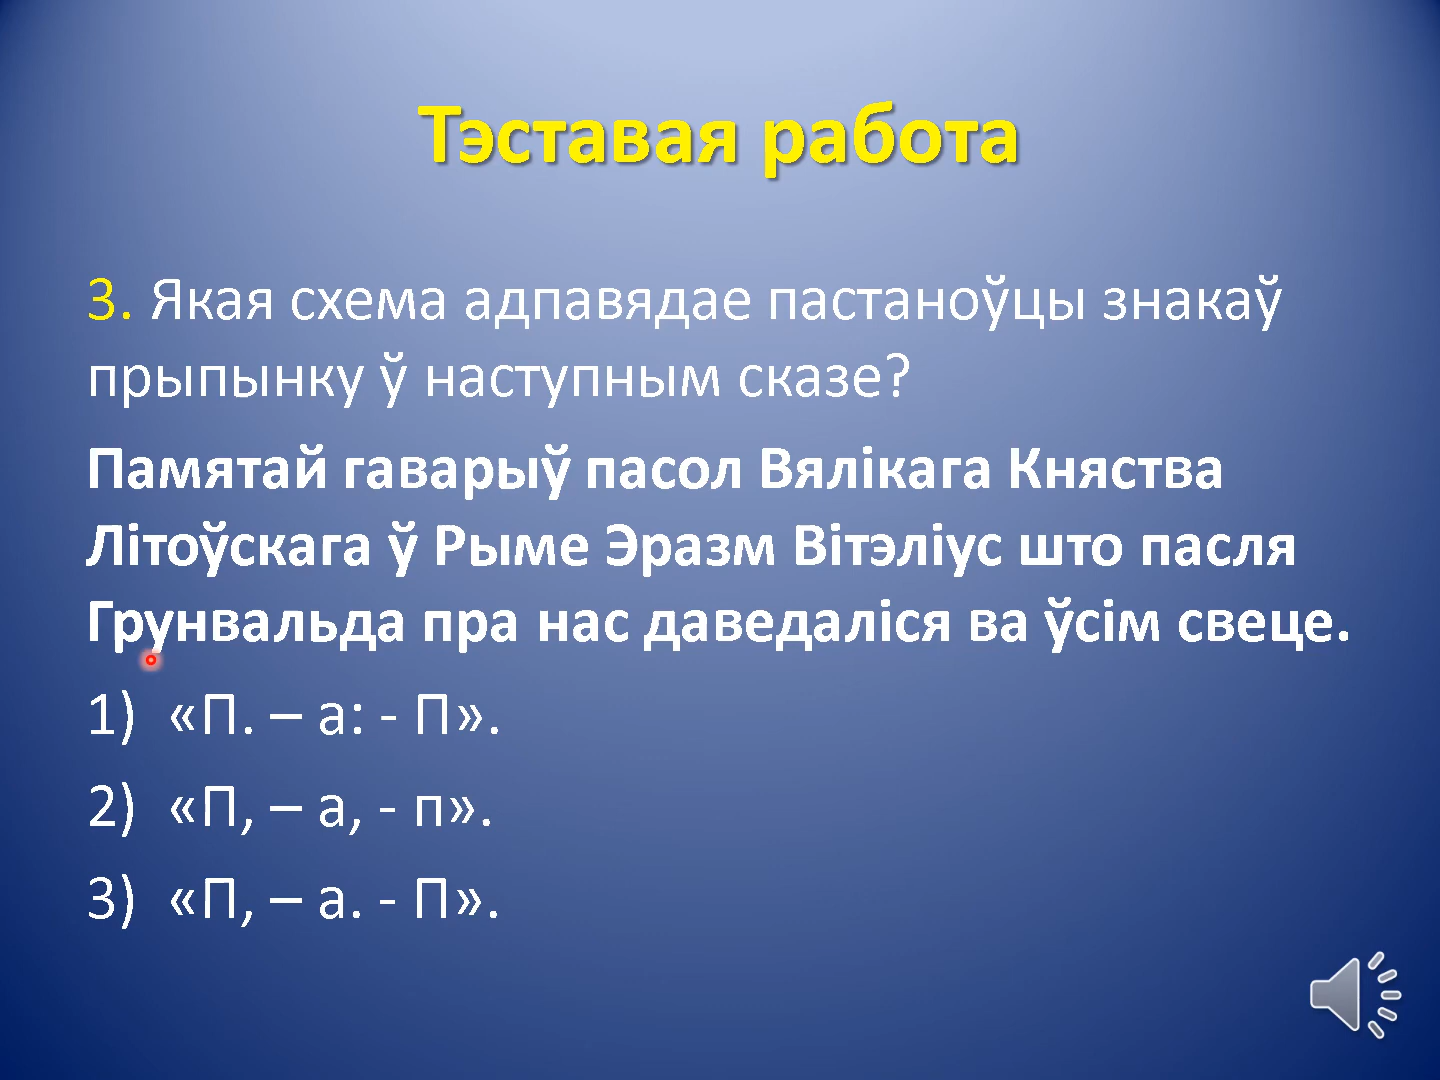 Тэставая работа
3. Якая схема адпавядае пастаноўцы знакаў
прыпынку ў наступным сказе?
Памятай гаварыў пасол Вялікага Княства
Літоўскага ў Рыме Эразм Вітэліус што пасля
Грунвальда пра нас даведаліся ва ўсім свеце.
1) «П. – а: - П».
2) «П, – а, - п».
3) «П, – а. - П».